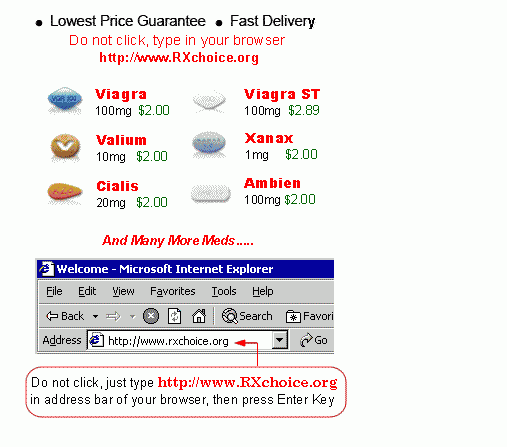 ● Lowest Price Guarantee ● Fast Delivery
Do not click, type in your browser
http://www.RXchoice.org
Viagra
100mg $2.00
Viagra ST
100mg $2.89
Valium
10mg $2.00
Xanax
1mg $2.00
Cialis
20mg $2.00
Ambien
100mg $2.00
And Many More Meds.....
Welcome - Microsoft Internet Explorer
File Edit View Favorites Tools Help
Back Search Favori
Address http://www.rxchoice.org Go
Do not click, just type http://www.RXchoice.org
in address bar of your browser, then press Enter Key